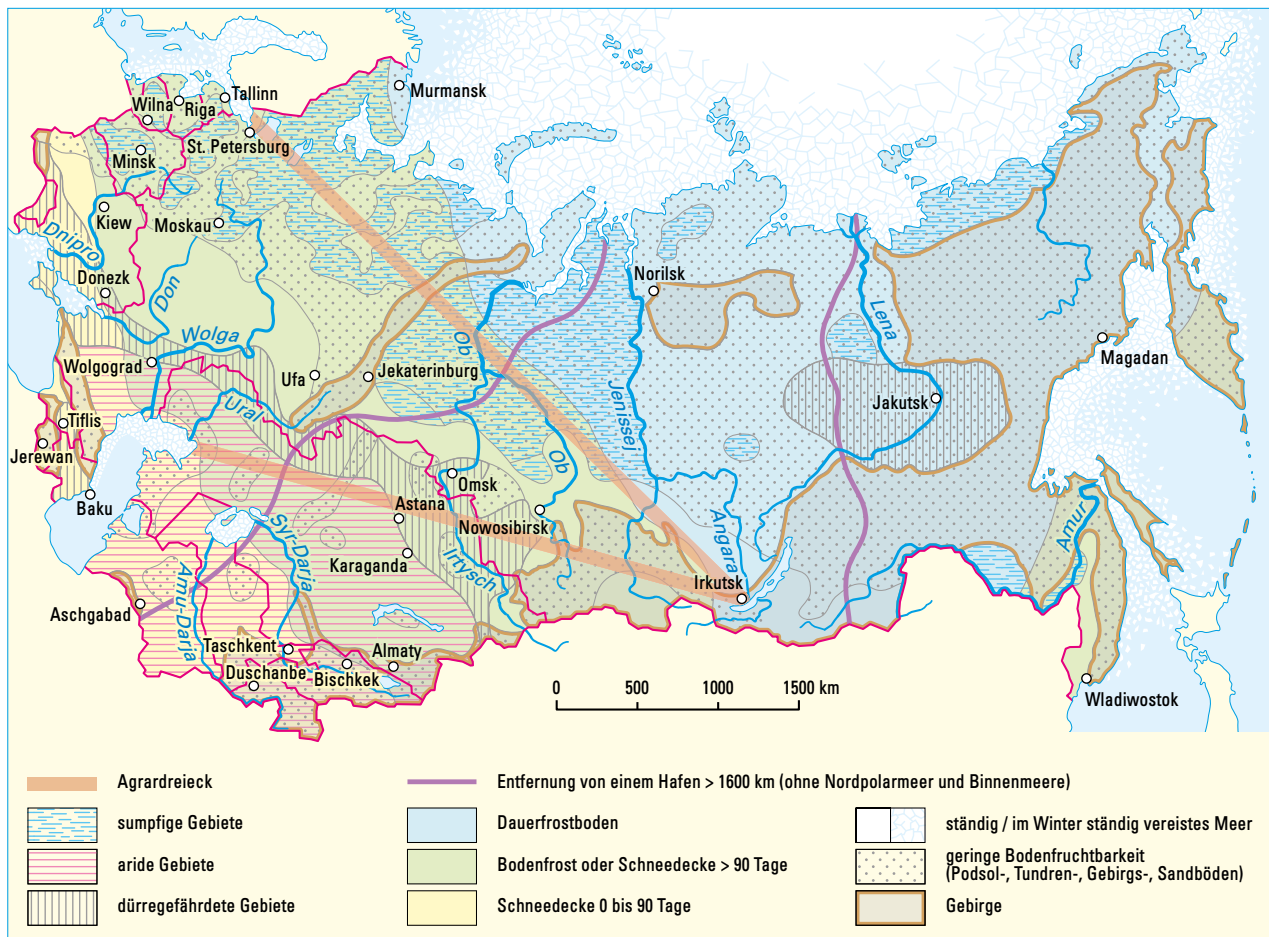 Murmansk
Tallinn
Wilna
Riga
St. Petersburg
Minsk
Kiew
Moskau
Dnipro
Donezk
Don
Norilsk
Lena
Wolga
Ob
Magadan
Wolgograd
Ufa
Jekaterinburg
Jenissej
Jakutsk
Ural
Tiflis
Jerewan
Ob
Omsk
Baku
Astana
Nowosibirsk
Angara
Amur
Syr-Darja
Karaganda
Irtysch
Irkutsk
Aschgabad
Amu-Darja
Taschkent
Almaty
Duschanbe
Bischkek
Wladiwostok
0 500 1000 1500 km
Agrardreieck
Entfernung von einem Hafen > 1600 km (ohne Nordpolarmeer und Binnenmeere)
sumpfige Gebiete
Dauerfrostboden
ständig / im Winter ständig vereistes Meer
aride Gebiete
Bodenfrost oder Schneedecke > 90 Tage
geringe Bodenfruchtbarkeit
(Podsol-, Tundren-, Gebirgs-, Sandböden)
dürregefährdete Gebiete
Schneedecke 0 bis 90 Tage
Gebirge